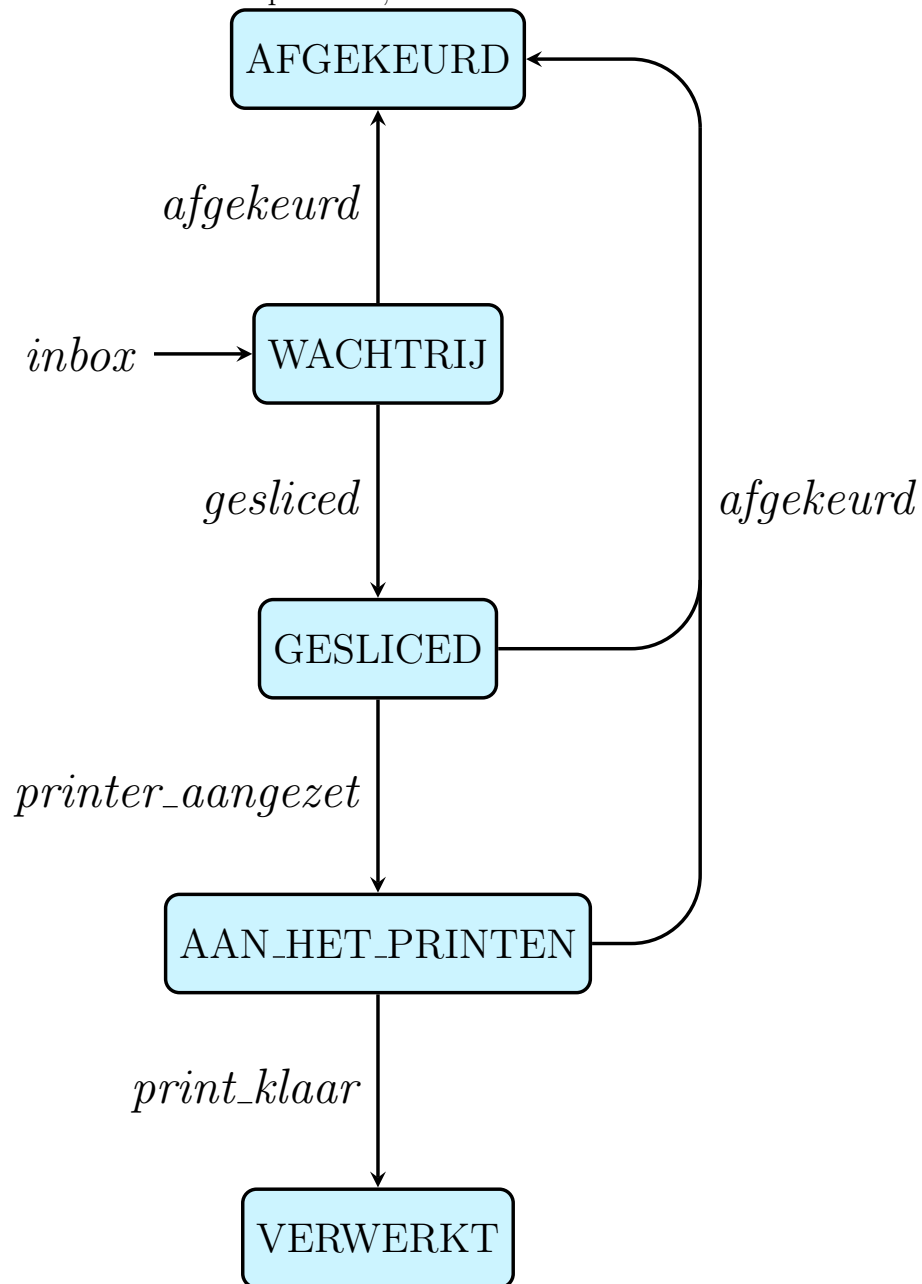 AFGEKEURD
afgekeurd
inbox
WACHTRIJ
gesliced
afgekeurd
GESLICED
printer_aangezet
AAN_HET_PRINTEN
print_klaar
VERWERKT